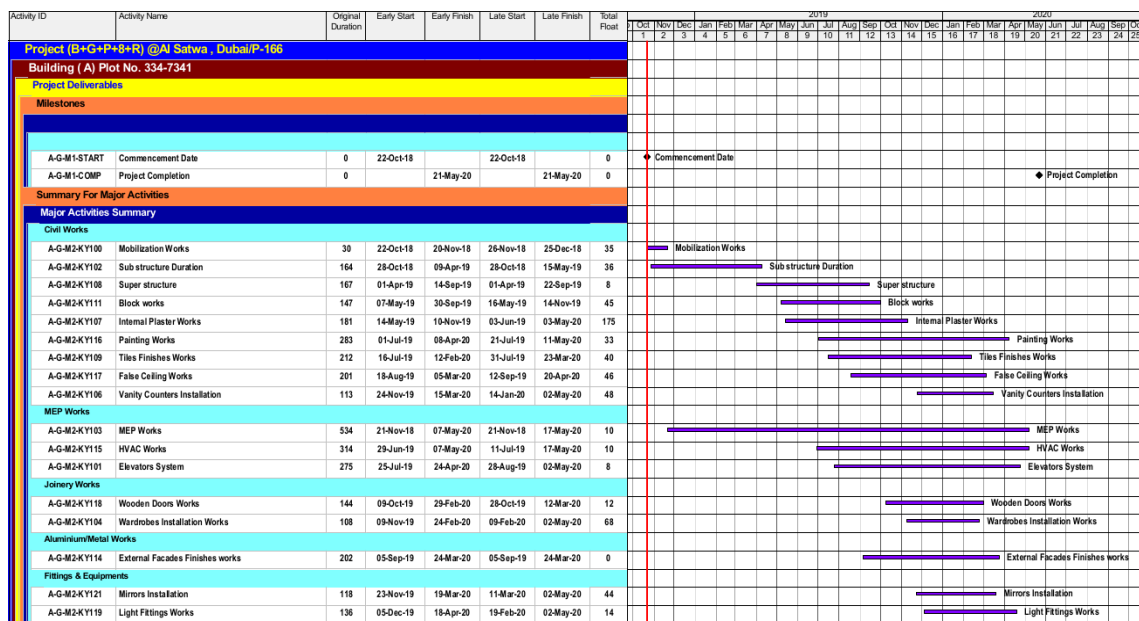 Activity ID Activity Name Original Duration Early Start Early Finish Late Start Late Finish Total Float
2019 2020
Oct Nov Dec Jan Feb Mar Apr May Jun Jul Aug Sep Oct Nov Dec Jan Feb Mar Apr May Jun Jul Aug Sep Oc
1 2 3 4 5 6 7 8 9 10 11 12 13 14 15 16 17 18 19 20 21 22 23 24 25
Project (B+G+P+8+R) @Al Satwa , Dubai/P-166
Building ( A) Plot No. 334-7341
Project Deliverables
Milestones
A-G-M1-START Commencement Date 0 22-Oct-18 22-Oct-18 0 Commencement Date
A-G-M1-COMP Project Completion 0 21-May-20 21-May-20 0 Project Completion
Summary For Major Activities
Major Activities Summary
Civil Works
A-G-M2-KY100 Mobilization Works 30 22-Oct-18 20-Nov-18 26-Nov-18 25-Dec-18 35 Mobilization Works
A-G-M2-KY102 Sub structure Duration 164 28-Oct-18 09-Apr-19 28-Oct-18 15-May-19 36 Sub structure Duration
A-G-M2-KY108 Super structure 167 01-Apr-19 14-Sep-19 01-Apr-19 22-Sep-19 8 Super structure
A-G-M2-KY111 Block works 147 07-May-19 30-Sep-19 16-May-19 14-Nov-19 45 Block works
A-G-M2-KY107 Internal Plaster Works 181 14-May-19 10-Nov-19 03-Jun-19 03-May-20 175 Internal Plaster Works
A-G-M2-KY116 Painting Works 283 01-Jul-19 08-Apr-20 21-Jul-19 11-May-20 33 Painting Works
A-G-M2-KY109 Tiles Finishes Works 212 16-Jul-19 12-Feb-20 31-Jul-19 23-Mar-20 40 Tiles Finishes Works
A-G-M2-KY117 False Ceiling Works 201 18-Aug-19 05-Mar-20 12-Sep-19 20-Apr-20 46 False Ceiling Works
A-G-M2-KY106 Vanity Counters Installation 113 24-Nov-19 15-Mar-20 14-Jan-20 02-May-20 48 Vanity Counters Installation
MEP Works
A-G-M2-KY103 MEP Works 534 21-Nov-18 07-May-20 21-Nov-18 17-May-20 10 MEP Works
A-G-M2-KY115 HVAC Works 314 29-Jun-19 07-May-20 11-Jul-19 17-May-20 10 HVAC Works
A-G-M2-KY101 Elevators System 275 25-Jul-19 24-Apr-20 28-Aug-19 02-May-20 8 Elevators System
Joinery Works
A-G-M2-KY118 Wooden Doors Works 144 09-Oct-19 29-Feb-20 28-Oct-19 12-Mar-20 12 Wooden Doors Works
A-G-M2-KY104 Wardrobes Installation Works 108 09-Nov-19 24-Feb-20 09-Feb-20 02-May-20 68 Wardrobes Installation Works
Aluminium/Metal Works
A-G-M2-KY114 External Facades Finishes works 202 05-Sep-19 24-Mar-20 05-Sep-19 24-Mar-20 0 External Facades Finishes works
Fittings & Equipments
A-G-M2-KY121 Mirrors Installation 118 23-Nov-19 19-Mar-20 11-Mar-20 02-May-20 44 Mirrors Installation
A-G-M2-KY119 Light Fittings Works 136 05-Dec-19 18-Apr-20 19-Feb-20 02-May-20 14 Light Fittings Works